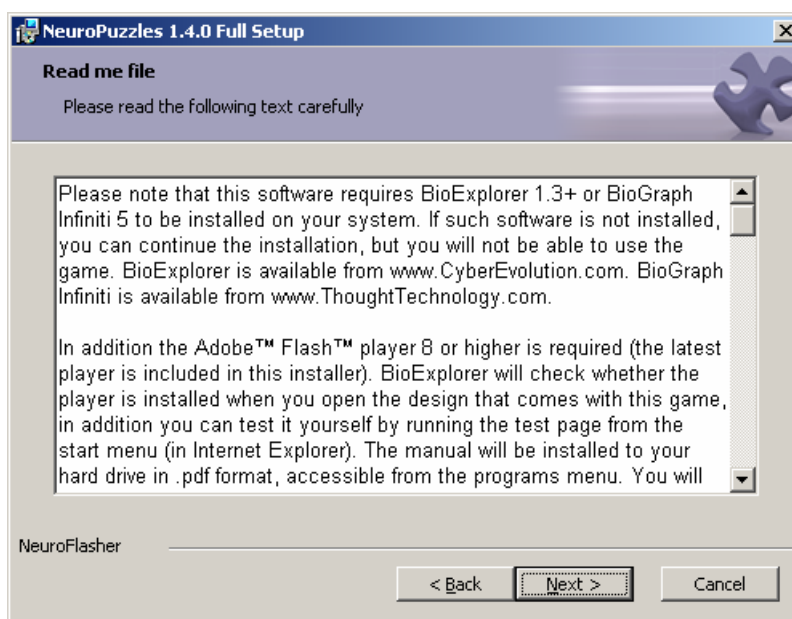 NeuroPuzzles 1.4.0 Full Setup
Read me file
Please read the following text carefully
Please note that this software requires BioExplorer 1.3+ or BioGraph
Infiniti 5 to be installed on your system. If such software is not installed,
you can continue the installation, but you will not be able to use the
game. BioExplorer is available from www.CyberEvolution.com. BioGraph
Infiniti is available from www.ThoughtTechnology.com.
In addition the Adobe™ Flash™ player 8 or higher is required (the latest
player is included in this installer). BioExplorer will check whether the
player is installed when you open the design that comes with this game,
in addition you can test it yourself by running the test page from the
start menu (in Internet Explorer). The manual will be installed to your
hard drive in .pdf format, accessible from the programs menu. You will
NeuroFlasher
< Back Next > Cancel